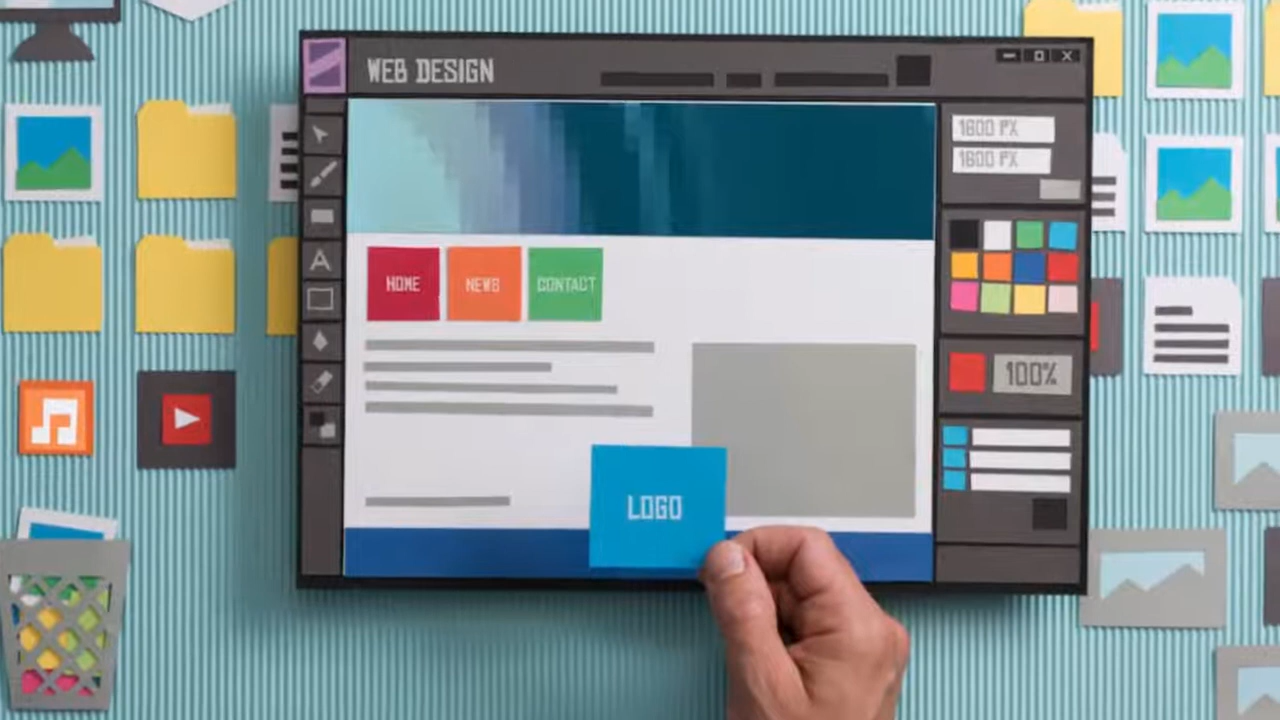 WEB DESIGN
1600 PX
1600 PX
HOME
NEWS
CONTACT
100%
LOGO